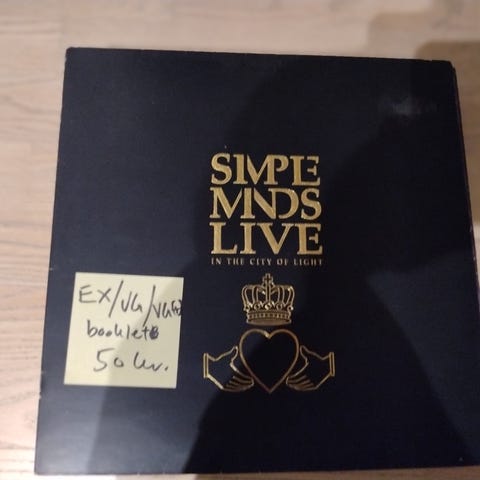 SIMPLE
MINDS
LIVE
IN THE CITY OF LIGHT
EX/VG/VG+
booklet
50 kr.